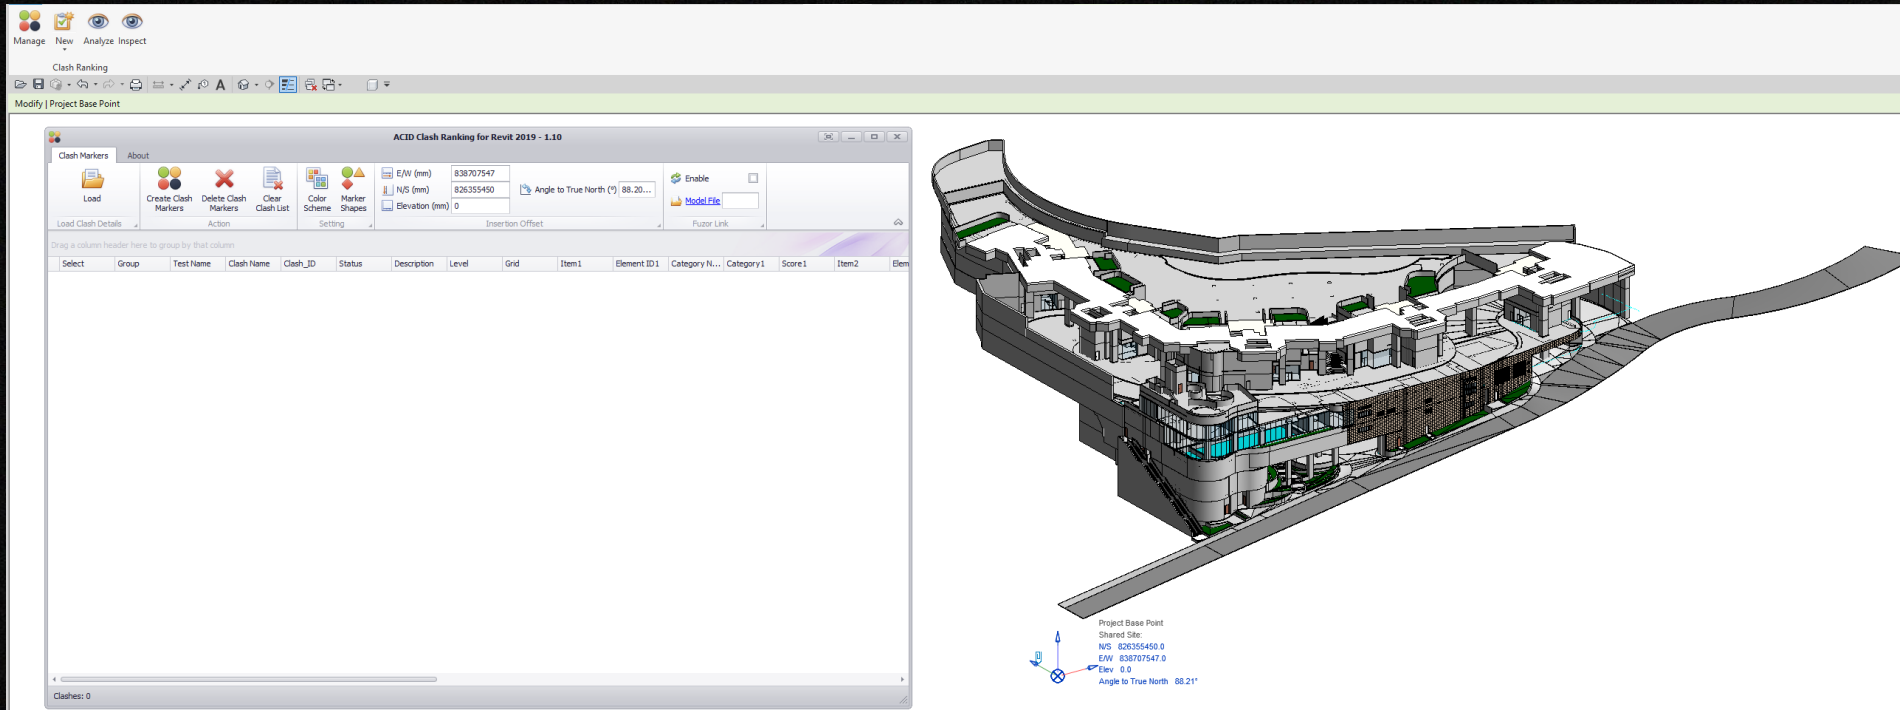 Manage New Analyze Inspect
Clash Ranking
A
Modify | Project Base Point
ACID Clash Ranking for Revit 2019 - 1.10
Clash Markers About
Load
Create Clash Markers
Delete Clash Markers
Clear Clash List
Color Scheme
Marker Shapes
E/W (mm) 838707547
N/S (mm) 826355450
Elevation (mm) 0
Angle to True North (°) 88.20...
Enable
Model File
Load Clash Details Action Setting Insertion Offset Fuzor Link
Drag a column header here to group by that column
Select Group Test Name Clash Name Clash_ID Status Description Level Grid Item1 Element ID1 Category N... Category1 Score1 Item2 Elem
Clashes: 0
Project Base Point
Shared Site:
N/S 826355450.0
E/W 838707547.0
Elev 0.0
Angle to True North 88.21°